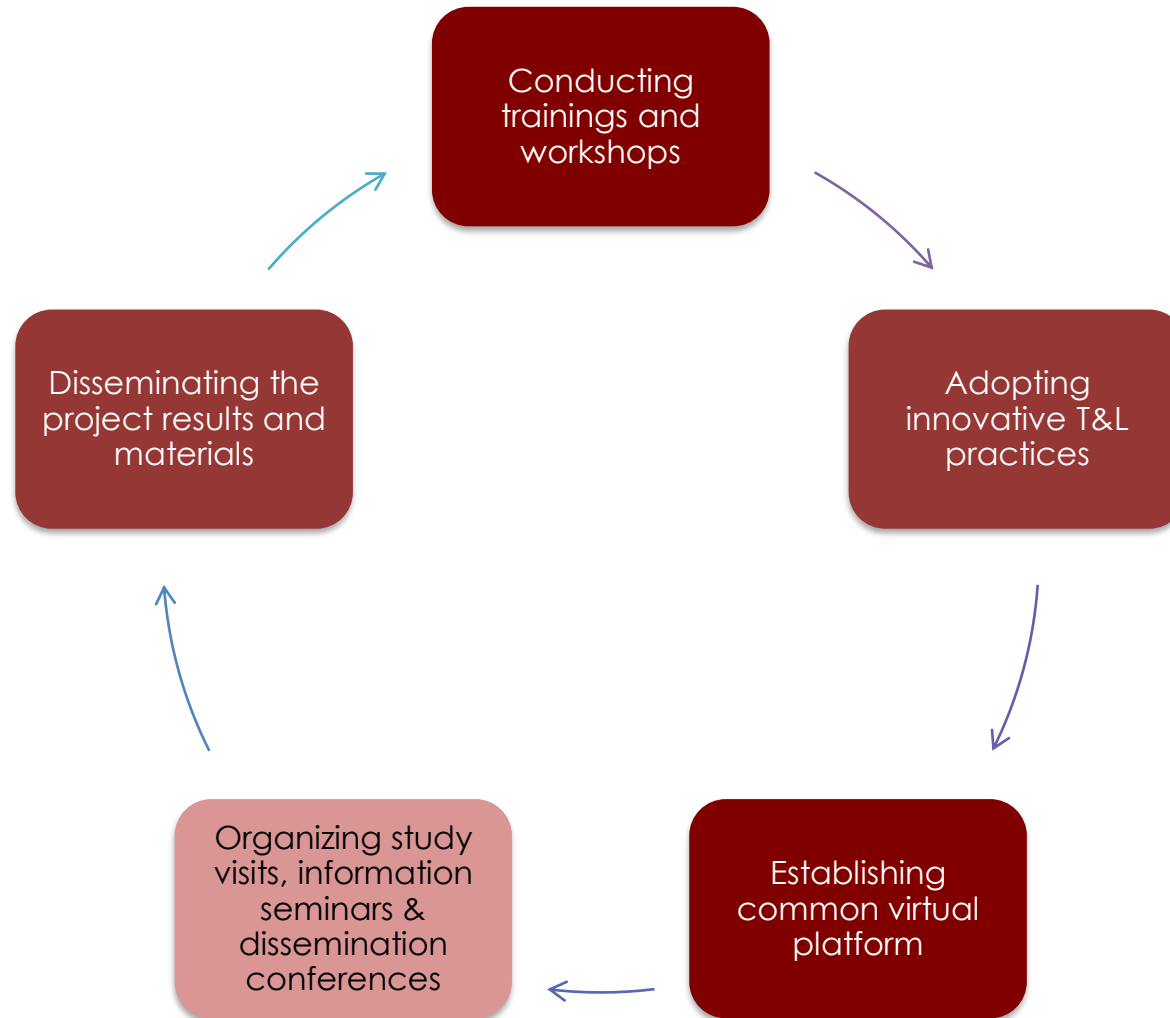 Conducting
trainings and
workshops
Adopting
innovative T&L
practices
Establishing
common virtual
platform
Organizing study
visits, information
seminars &
dissemination
conferences
Disseminating the
project results and
materials